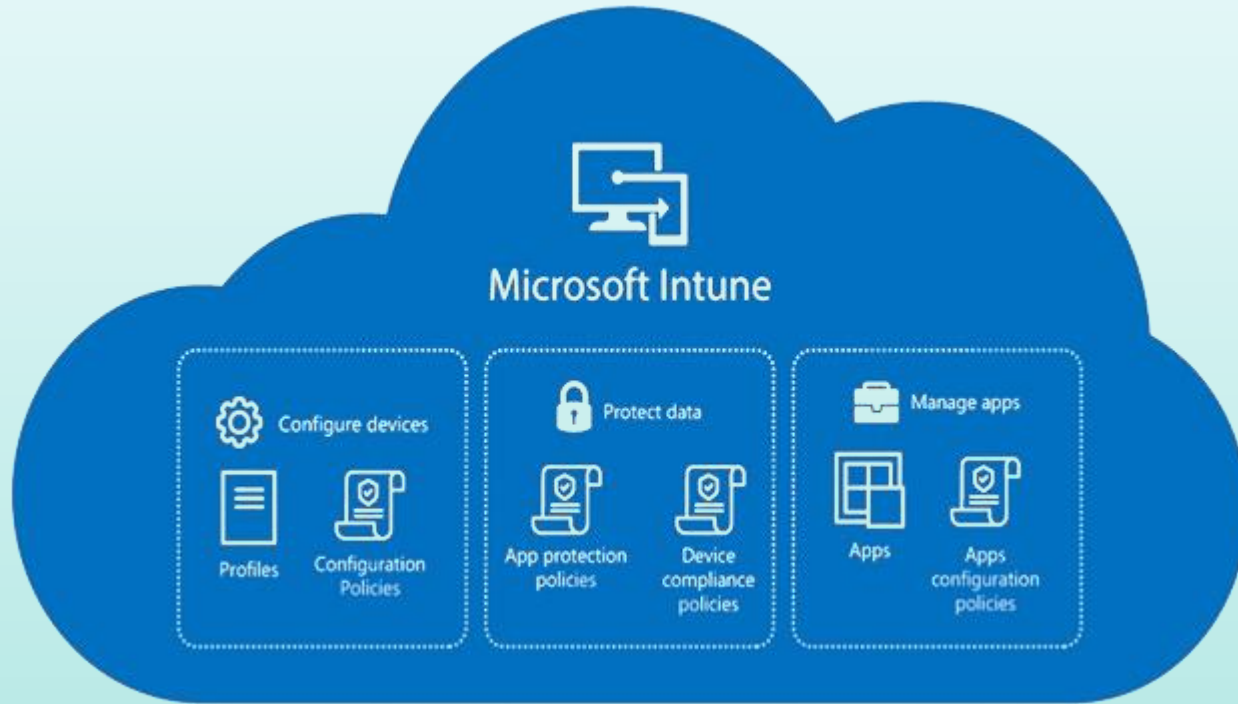 Microsoft Intune
Configure devices
Profiles
Configuration
Policies
Protect data
App protection
policies
Device
compliance
policies
Manage apps
Apps
Apps
configuration
policies